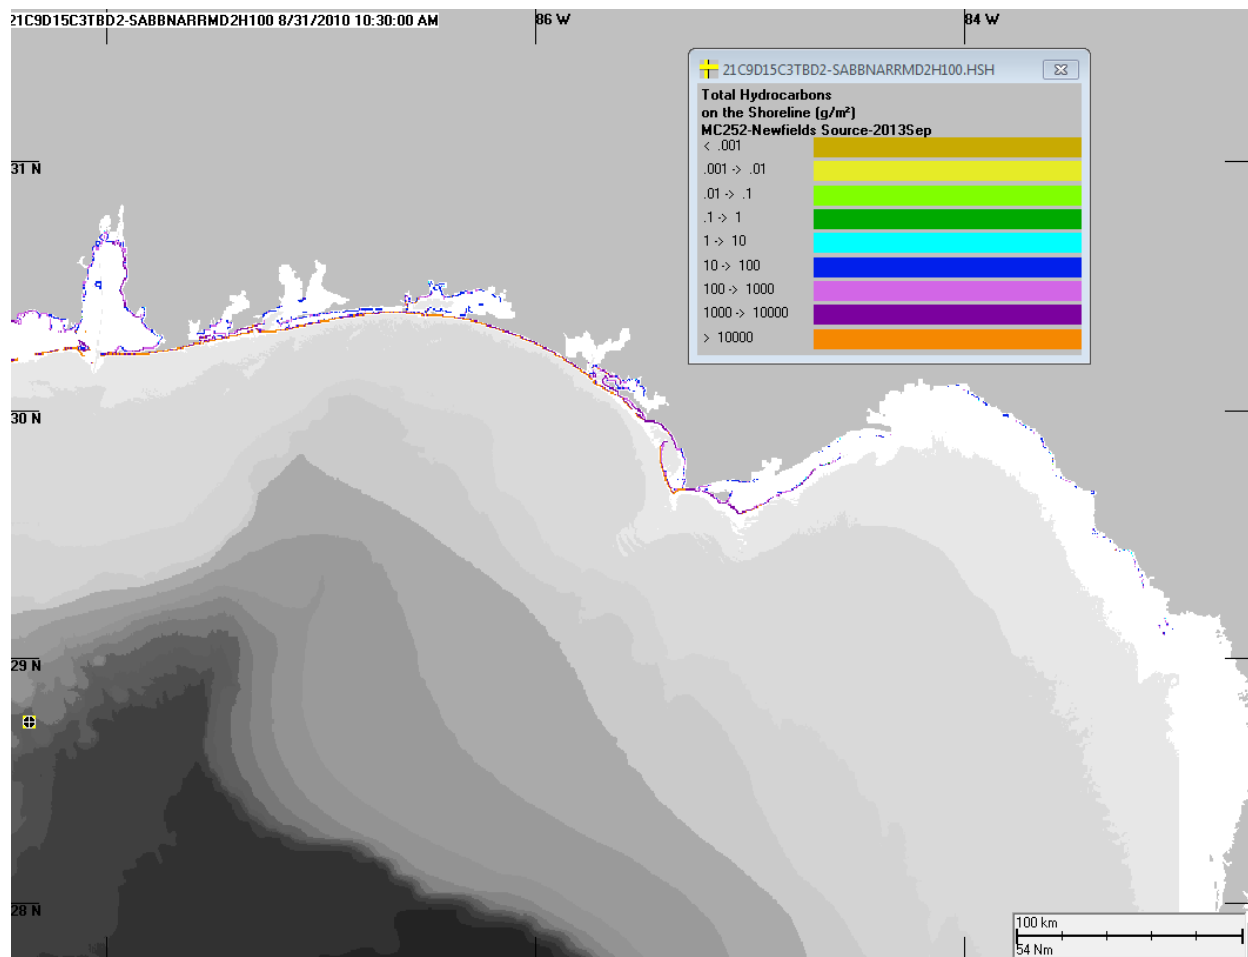 21C9D15C3TBD2-SABBNARRMD2H100 8/31/2010 10:30:00 AM
86 W
84 W
21C9D15C3TBD2-SABBNARRMD2H100.HSH
Total Hydrocarbons
on the Shoreline (g/m²)
MC252-Newfields Source-2013Sep
< .001
.001 -> .01
.01 -> .1
.1 -> 1
1 -> 10
10 -> 100
100 -> 1000
1000 -> 10000
> 10000
31 N
30 N
29 N
28 N
100 km
54 Nm